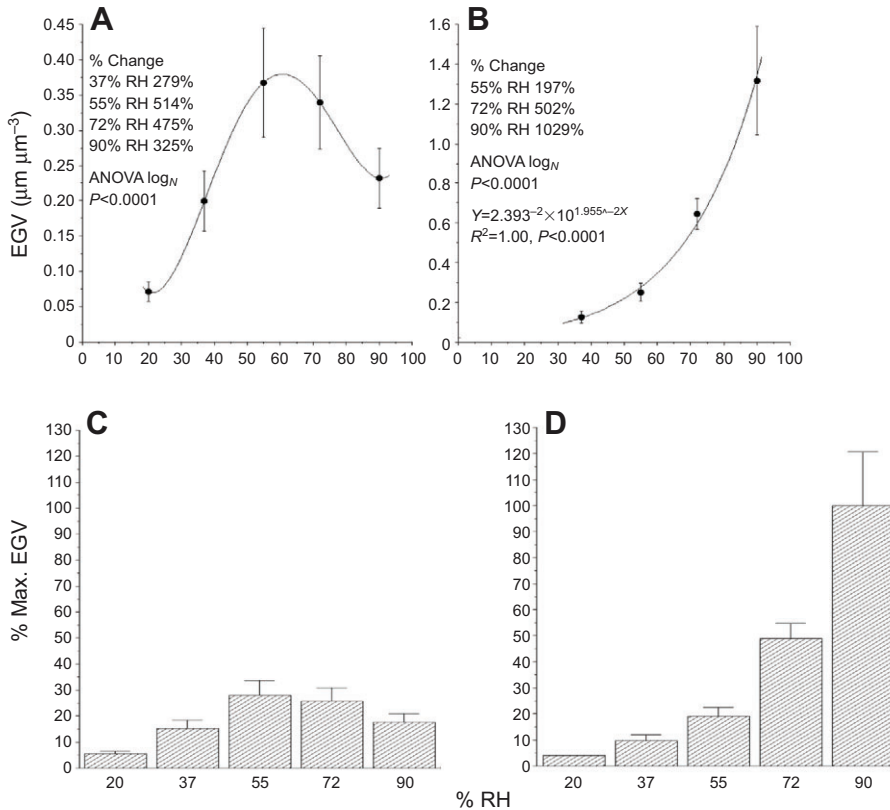 A
% Change
37% RH 279%
55% RH 514%
72% RH 475%
90% RH 325%
ANOVA logN
P<0.0001
EGV (µm µm–3)
0.45
0.40
0.35
0.30
0.25
0.20
0.15
0.10
0.05
0
0 10 20 30 40 50 60 70 80 90 100
B
% Change
55% RH 197%
72% RH 502%
90% RH 1029%
ANOVA logN
P<0.0001
Y=2.393–2×10^1.955^–2X
R2=1.00, P<0.0001
1.6
1.4
1.2
1.0
0.8
0.6
0.4
0.2
0
0 10 20 30 40 50 60 70 80 90 100
C
% Max. EGV
130
120
110
100
90
80
70
60
50
40
30
20
10
0
20 37 55 72 90
D
130
120
110
100
90
80
70
60
50
40
30
20
10
0
20 37 55 72 90
% RH